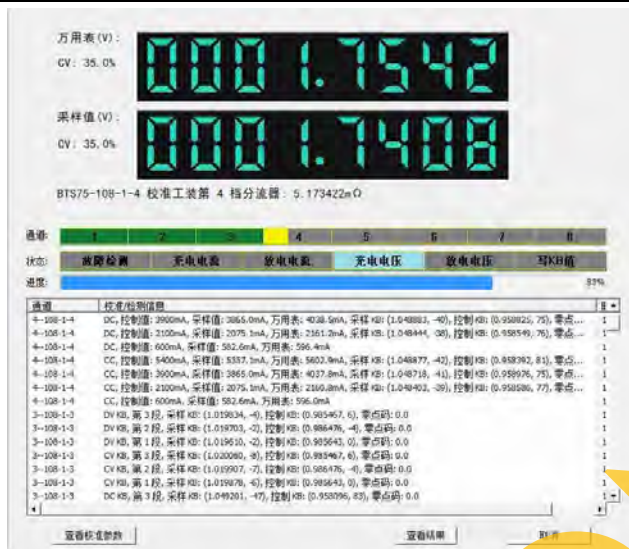 万用表(V):
CV: 35.0%
0001.7542
采样值(V):
CV: 35.0%
0001.7408
BTS75-108-1-4 校准工装第 4 档分流器: 5.173422mΩ
通道: 1 2 3 4 5 6 7 8
状态: 故障检测 充电电流 放电电流 充电电压 放电电压 写KB值
进度: 83%
通道 校准/检测信息
4-108-1-4 DC, 控制值: 3900mA, 采样值: 3866.0mA, 万用表: 4038.6mA, 采样 KB: (1.048883, -40), 控制 KB: (0.958825, 75), 零点... 1
4-108-1-4 DC, 控制值: 2100mA, 采样值: 2075.1mA, 万用表: 2161.2mA, 采样 KB: (1.048444, -38), 控制 KB: (0.958549, 76), 零点... 1
4-108-1-4 DC, 控制值: 600mA, 采样值: 582.6mA, 万用表: 596.4mA 1
4-108-1-4 CC, 控制值: 5400mA, 采样值: 5357.1mA, 万用表: 5602.9mA, 采样 KB: (1.048877, -42), 控制 KB: (0.958392, 81), 零点... 1
4-108-1-4 CC, 控制值: 3900mA, 采样值: 3865.0mA, 万用表: 4037.8mA, 采样 KB: (1.048718, -41), 控制 KB: (0.958976, 75), 零点... 1
4-108-1-4 CC, 控制值: 2100mA, 采样值: 2075.1mA, 万用表: 2160.8mA, 采样 KB: (1.048403, -39), 控制 KB: (0.958586, 77), 零点... 1
4-108-1-4 CC, 控制值: 600mA, 采样值: 582.6mA, 万用表: 596.0mA 1
3-108-1-3 DV KB, 第 3 段, 采样 KB: (1.019834, -4), 控制 KB: (0.985467, 6), 零点码: 0.0 1
3-108-1-3 DV KB, 第 2 段, 采样 KB: (1.019703, -2), 控制 KB: (0.986476, -4), 零点码: 0.0 1
3-108-1-3 DV KB, 第 1 段, 采样 KB: (1.019610, -2), 控制 KB: (0.985643, 0), 零点码: 0.0 1
3-108-1-3 CV KB, 第 3 段, 采样 KB: (1.020060, -8), 控制 KB: (0.985467, 6), 零点码: 0.0 1
3-108-1-3 CV KB, 第 2 段, 采样 KB: (1.019907, -7), 控制 KB: (0.986476, -4), 零点码: 0.0 1
3-108-1-3 CV KB, 第 1 段, 采样 KB: (1.019878, -6), 控制 KB: (0.985643, 0), 零点码: 0.0 1
3-108-1-3 DC KB, 第 3 段, 采样 KB: (1.049201, -47), 控制 KB: (0.958096, 83), 零点码: 0.0 1
查看校准参数 查看结果